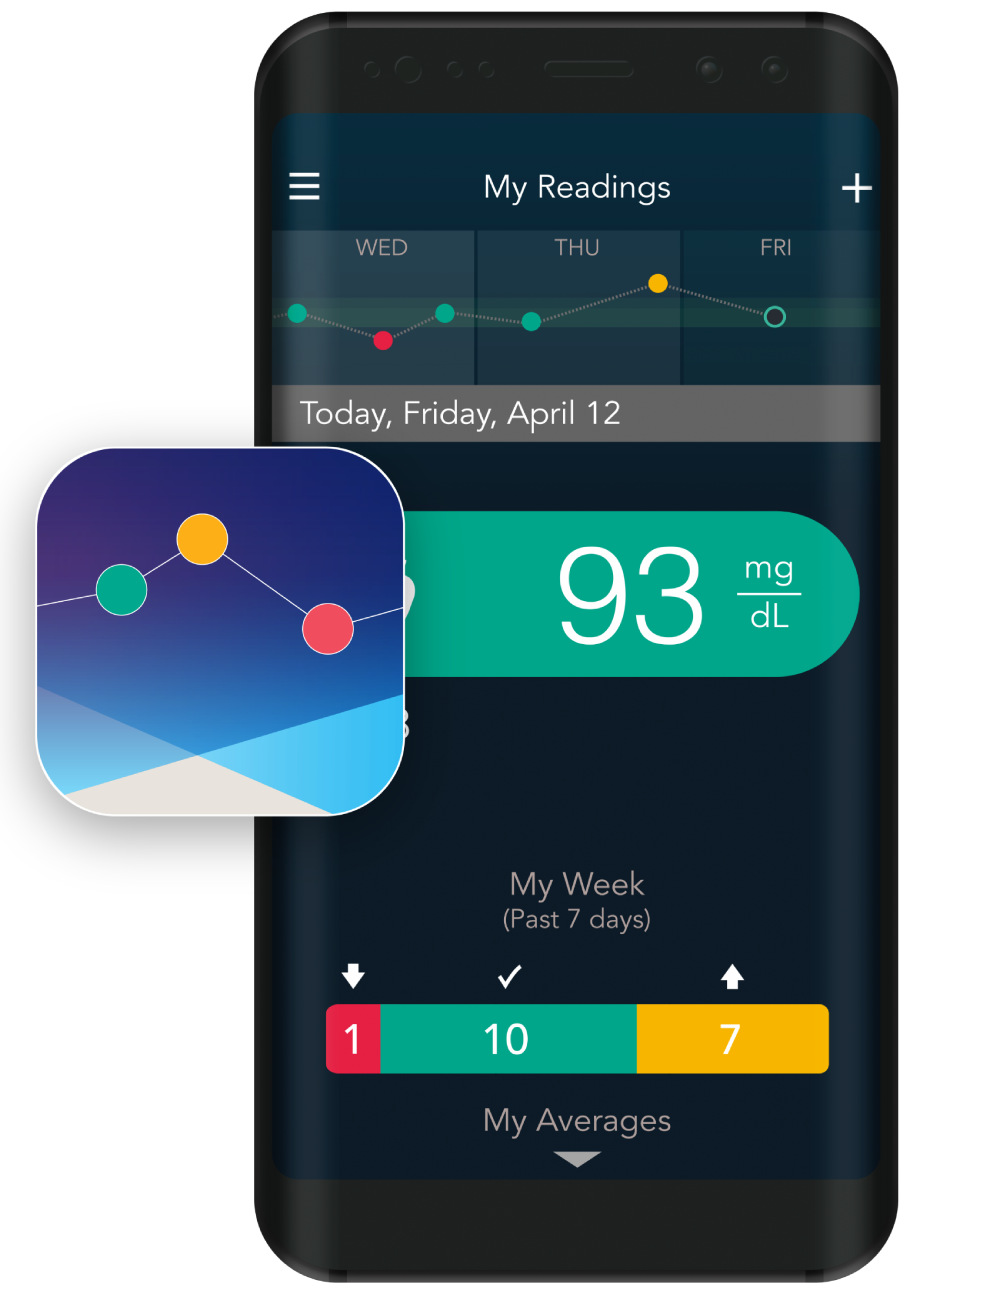 My Readings
WED THU FRI
Today, Friday, April 12
93 mg
dL
My Week
(Past 7 days)
1 10 7
My Averages